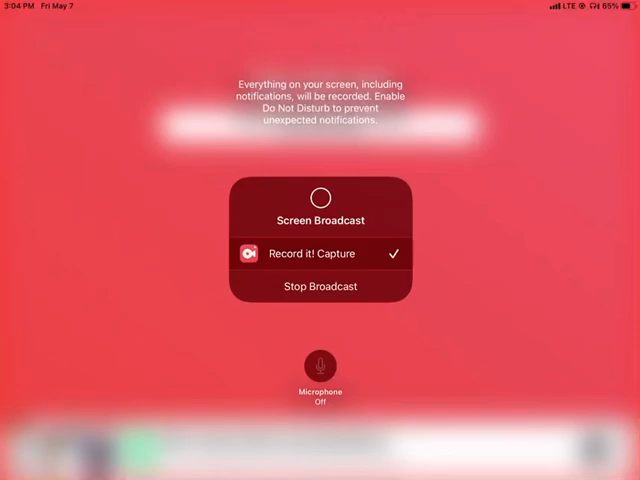 3:04 PM Fri May 7
LTE 65%
Everything on your screen, including
notifications, will be recorded. Enable
Do Not Disturb to prevent
unexpected notifications.
Screen Broadcast
Record it! Capture
Stop Broadcast
Microphone
Off